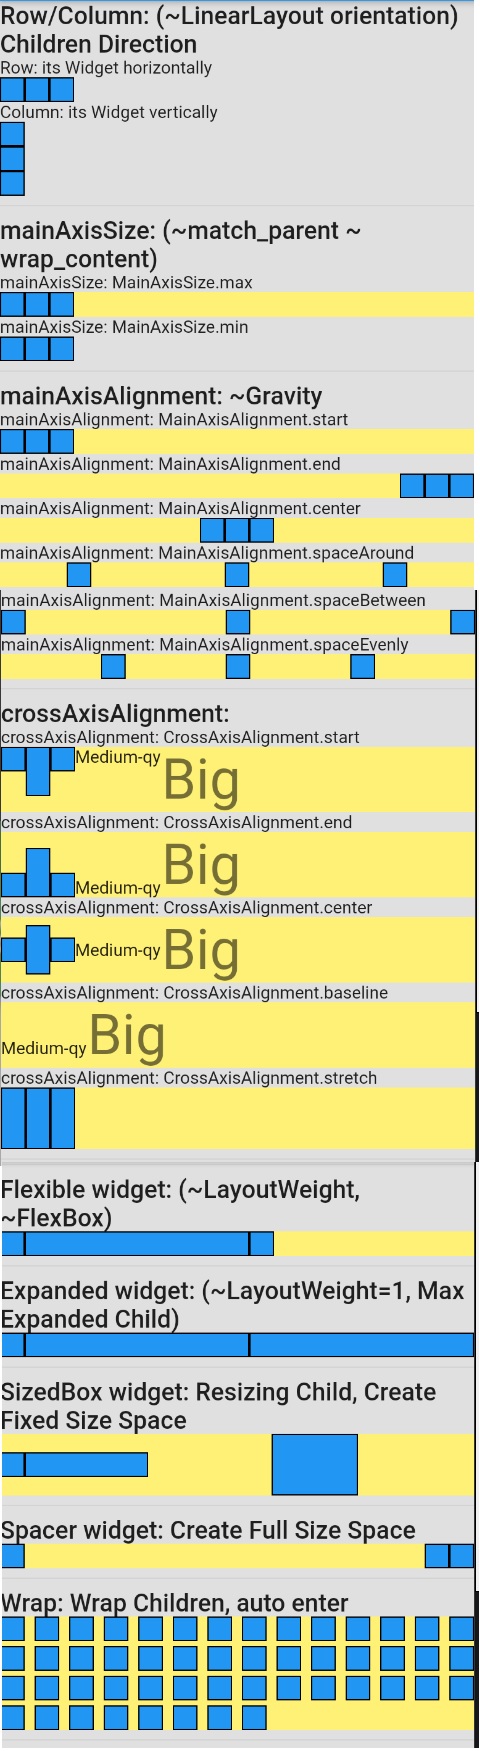 Row/Column: (~LinearLayout orientation)
Children Direction
Row: its Widget horizontally
Column: its Widget vertically
mainAxisSize: (~match_parent ~
wrap_content)
mainAxisSize: MainAxisSize.max
mainAxisSize: MainAxisSize.min
mainAxisAlignment: ~Gravity
mainAxisAlignment: MainAxisAlignment.start
mainAxisAlignment: MainAxisAlignment.end
mainAxisAlignment: MainAxisAlignment.center
mainAxisAlignment: MainAxisAlignment.spaceAround
mainAxisAlignment: MainAxisAlignment.spaceBetween
mainAxisAlignment: MainAxisAlignment.spaceEvenly
crossAxisAlignment:
crossAxisAlignment: CrossAxisAlignment.start
Medium-qy Big
crossAxisAlignment: CrossAxisAlignment.end
Medium-qy Big
crossAxisAlignment: CrossAxisAlignment.center
Medium-qy Big
crossAxisAlignment: CrossAxisAlignment.baseline
Medium-qy Big
crossAxisAlignment: CrossAxisAlignment.stretch
Flexible widget: (~LayoutWeight,
~FlexBox)
Expanded widget: (~LayoutWeight=1, Max
Expanded Child)
SizedBox widget: Resizing Child, Create
Fixed Size Space
Spacer widget: Create Full Size Space
Wrap: Wrap Children, auto enter